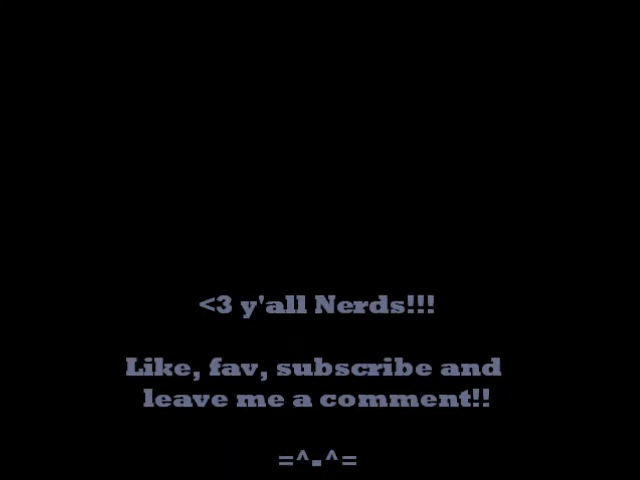 <3 y'all Nerds!!!
Like, fav, subscribe and
leave me a comment!!
=^-^=